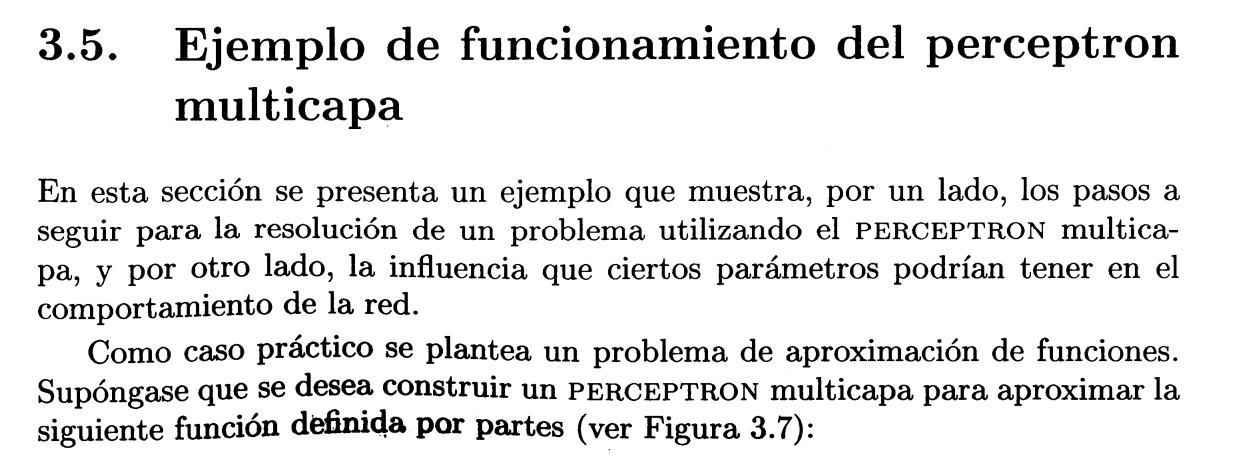 3.5. Ejemplo de funcionamiento del perceptron
multicapa
En esta sección se presenta un ejemplo que muestra, por un lado, los pasos a
seguir para la resolución de un problema utilizando el PERCEPTRON multica-
pa, y por otro lado, la influencia que ciertos parámetros podrían tener en el
comportamiento de la red.
Como caso práctico se plantea un problema de aproximación de funciones.
Supóngase que se desea construir un PERCEPTRON multicapa para aproximar la
siguiente función definida por partes (ver Figura 3.7):